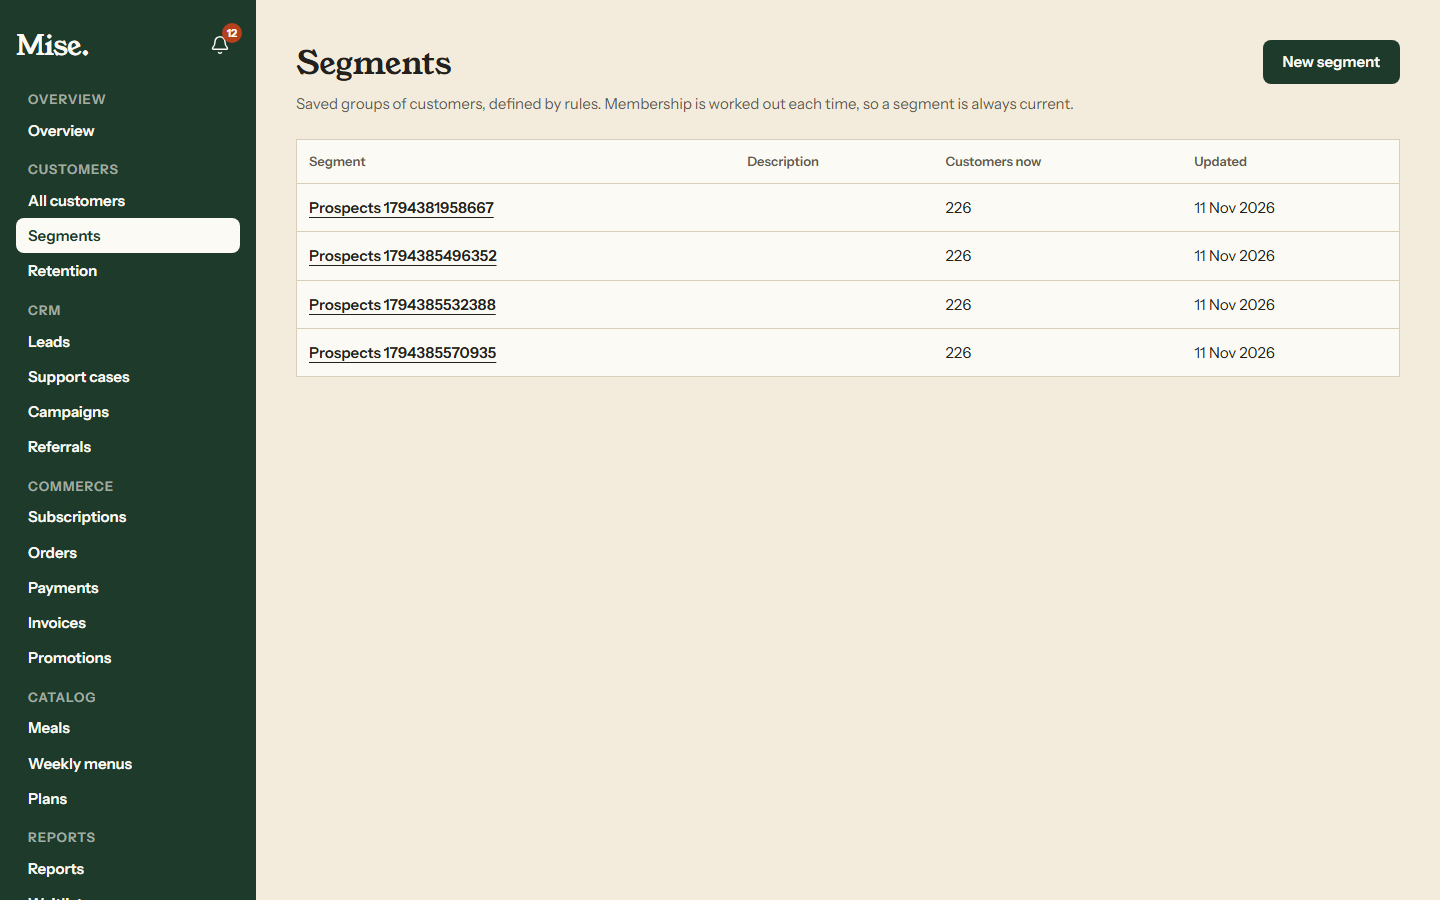 Mise.
12
OVERVIEW
Overview
CUSTOMERS
All customers
Segments
Retention
CRM
Leads
Support cases
Campaigns
Referrals
COMMERCE
Subscriptions
Orders
Payments
Invoices
Promotions
CATALOG
Meals
Weekly menus
Plans
REPORTS
Reports
Segments
New segment
Saved groups of customers, defined by rules. Membership is worked out each time, so a segment is always current.
Segment Description Customers now Updated
Prospects 1794381958667 226 11 Nov 2026
Prospects 1794385496352 226 11 Nov 2026
Prospects 1794385532388 226 11 Nov 2026
Prospects 1794385570935 226 11 Nov 2026